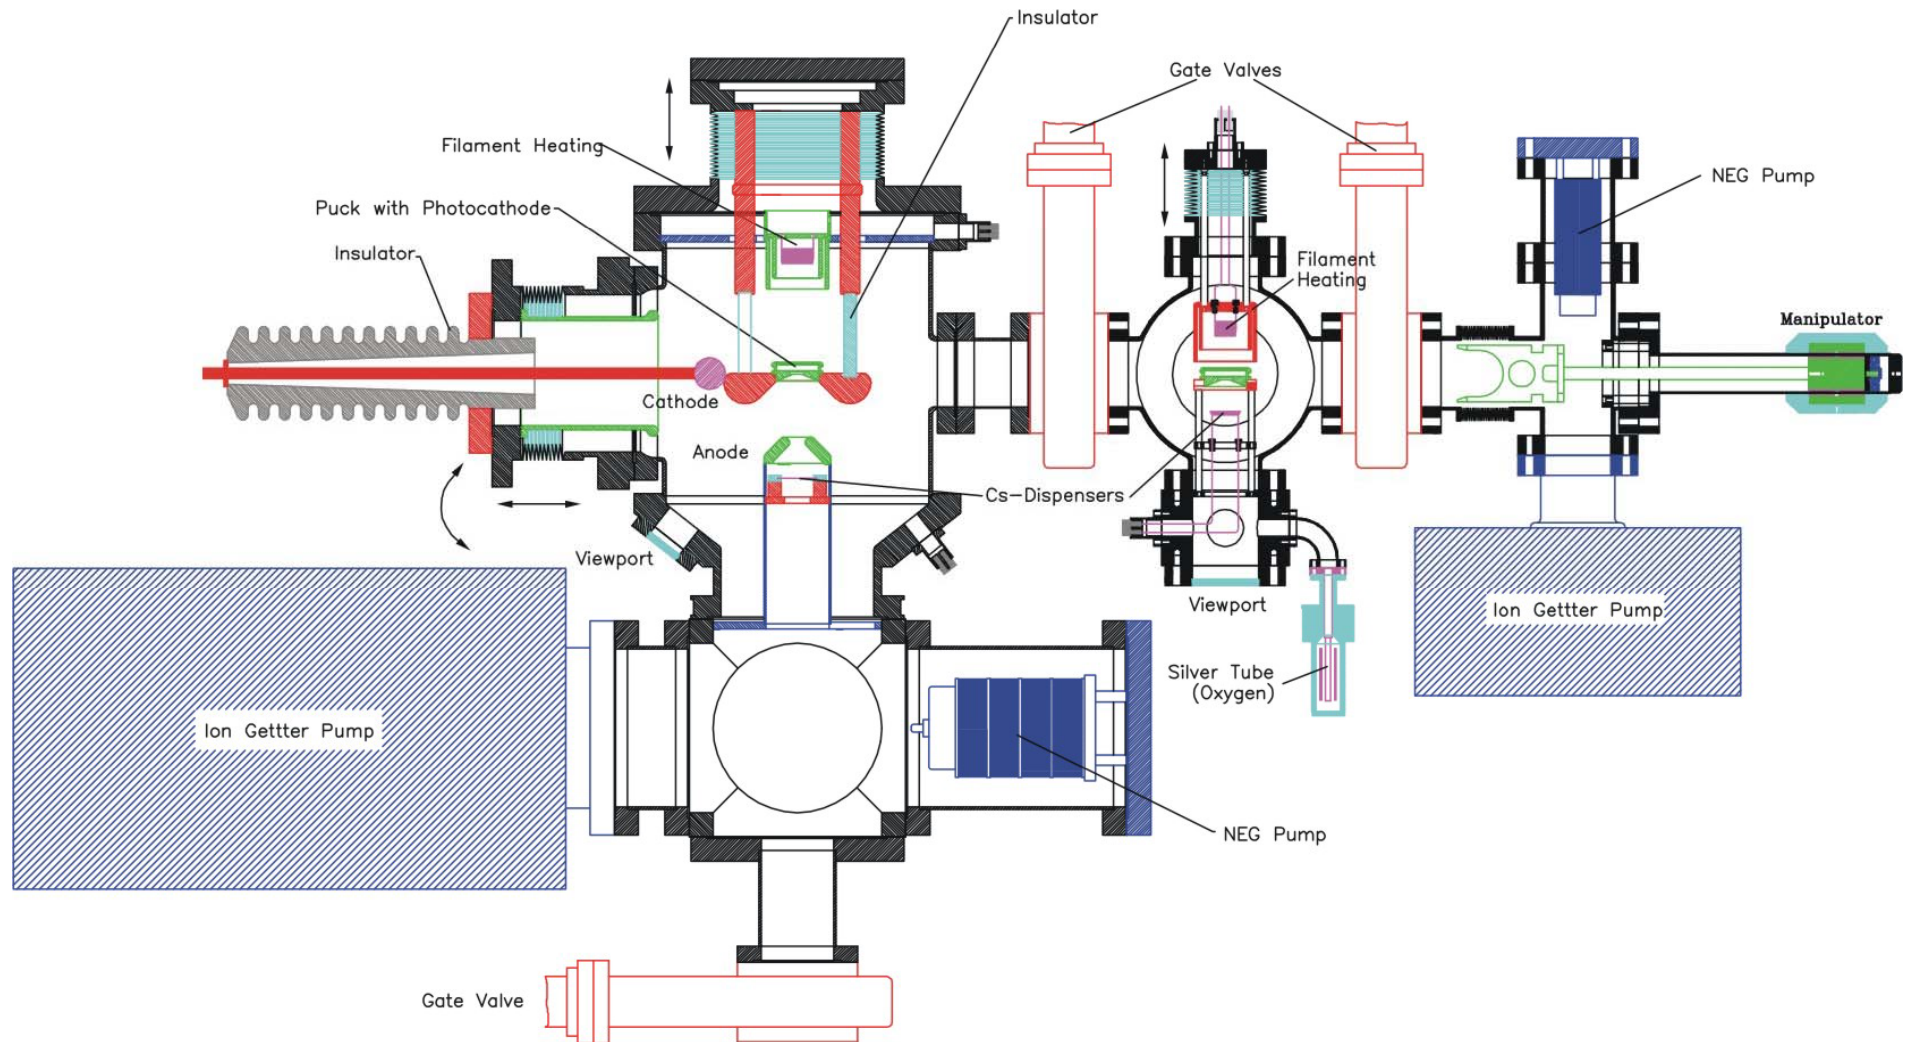 Insulator
Gate Valves
Filament Heating
NEG Pump
Puck with Photocathode
Insulator
Filament
Heating
Manipulator
Cathode
Anode
Cs-Dispensers
Viewport
Viewport
Ion Gettter Pump
Silver Tube
(Oxygen)
Ion Gettter Pump
NEG Pump
Gate Valve